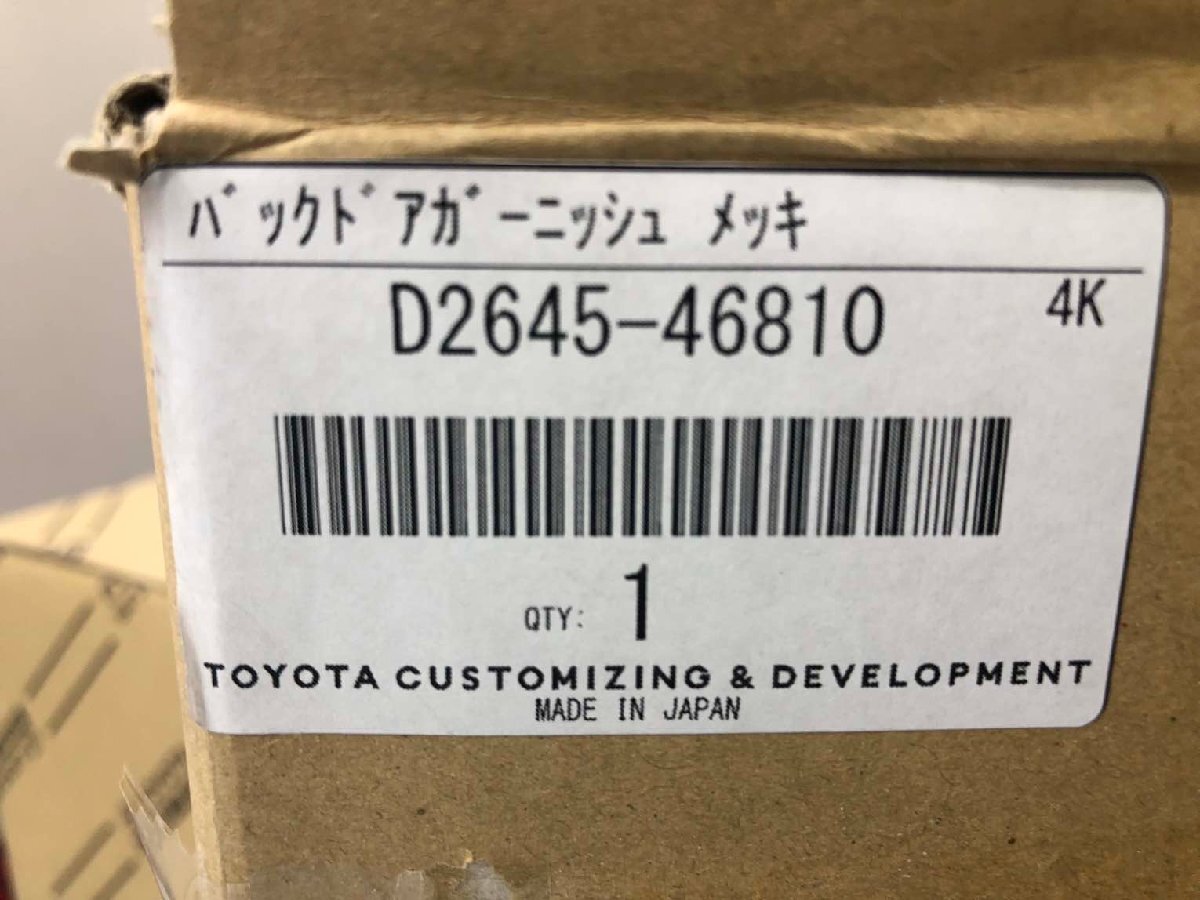 ﾊﾞｯｸﾄﾞｱｶﾞｰﾆｯｼｭ ﾒｯｷ
D2645-46810
4K
QTY: 1
TOYOTA CUSTOMIZING & DEVELOPMENT
MADE IN JAPAN